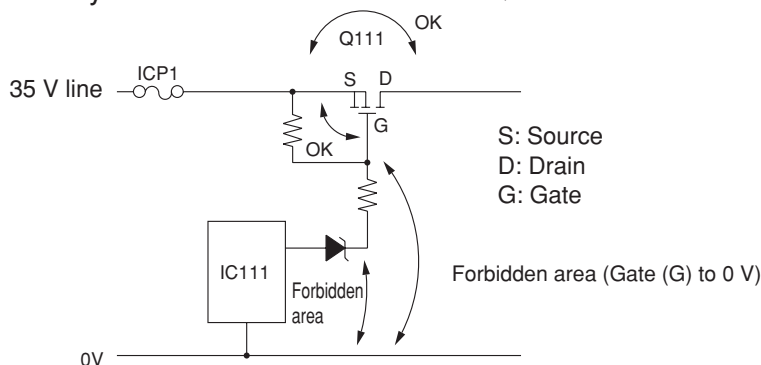 OK
Q111
ICP1
35 V line
S D
G
OK
S: Source
D: Drain
G: Gate
IC111
Forbidden
area
Forbidden area (Gate (G) to 0 V)
0V